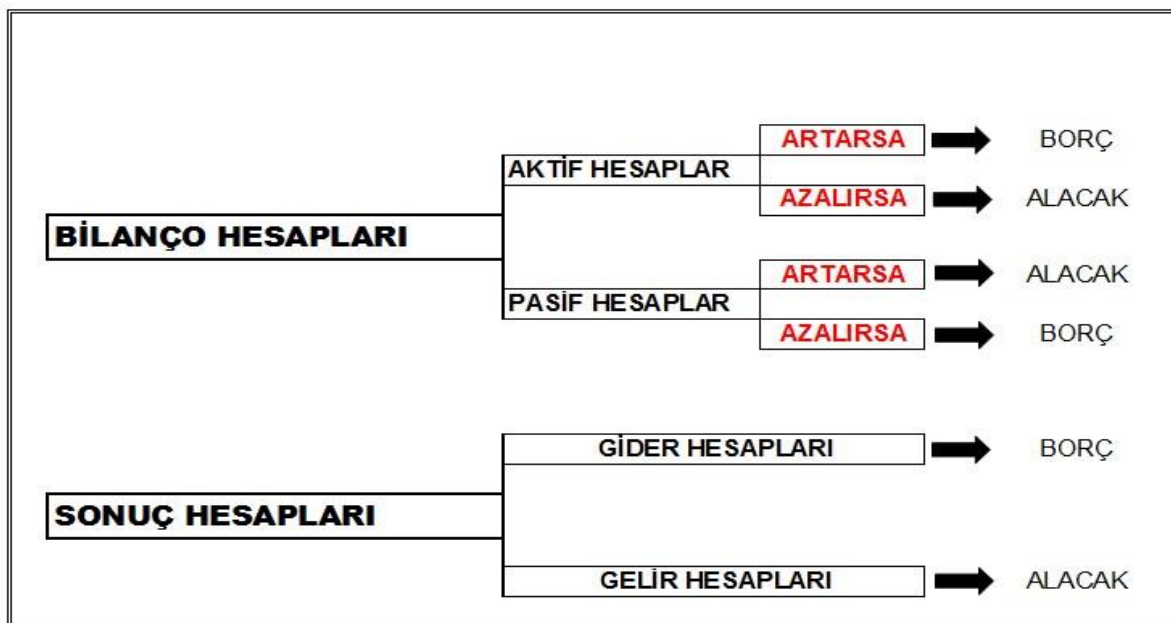 ARTARSA BORÇ
AKTİF HESAPLAR
AZALIRSA ALACAK
BİLANÇO HESAPLARI
ARTARSA ALACAK
PASİF HESAPLAR
AZALIRSA BORÇ
GİDER HESAPLARI BORÇ
SONUÇ HESAPLARI
GELİR HESAPLARI ALACAK